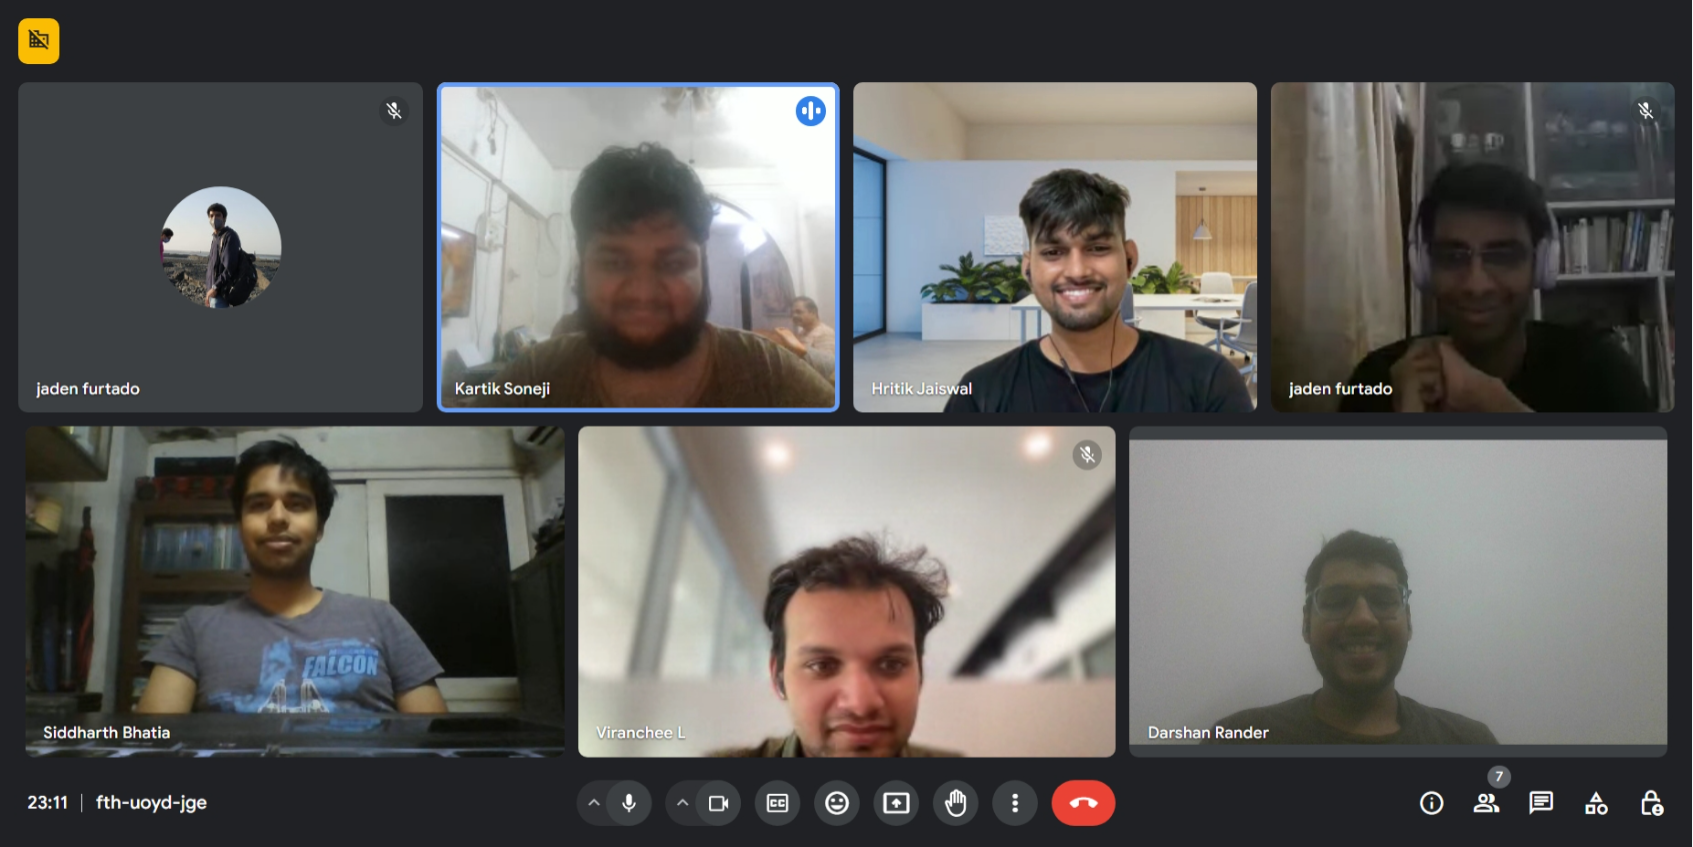 jaden furtado
Kartik Soneji
Hritik Jaiswal
jaden furtado
FALCON
Siddharth Bhatia
Viranchee L
Darshan Rander
23:11 | fth-uoyd-jge
CC
7